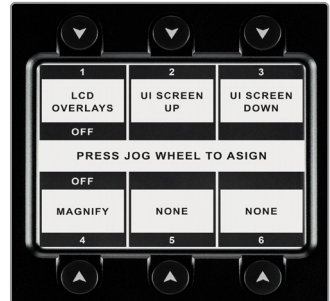 1 2 3
LCD OVERLAYS UI SCREEN UP UI SCREEN DOWN
OFF
PRESS JOG WHEEL TO ASIGN
OFF
MAGNIFY NONE NONE
4 5 6